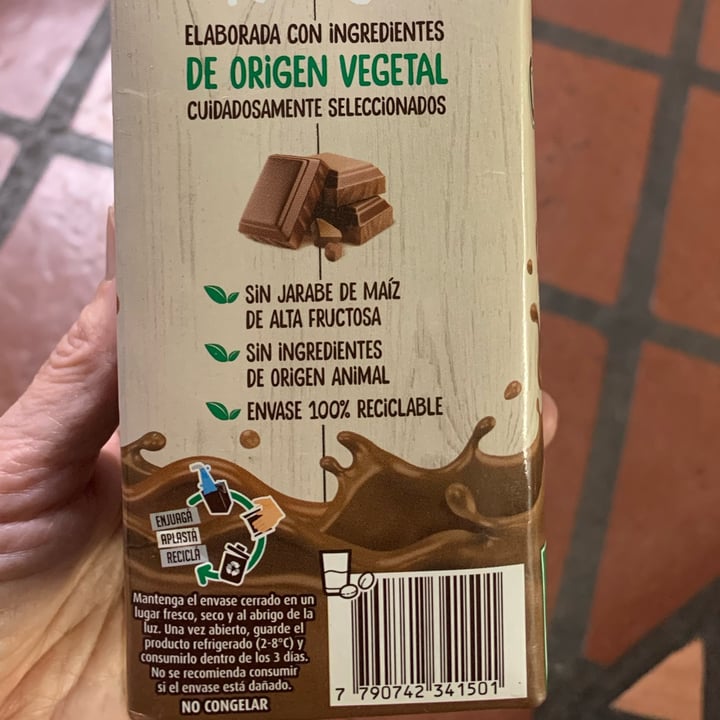 ELABORADA CON INGREDIENTES
DE ORIGEN VEGETAL
CUIDADOSAMENTE SELECCIONADOS
SIN JARABE DE MAÍZ
DE ALTA FRUCTOSA
SIN INGREDIENTES
DE ORIGEN ANIMAL
ENVASE 100% RECICLABLE
ENJUAGÁ
APLASTÁ
RECICLÁ
Mantenga el envase cerrado en un
lugar fresco, seco y al abrigo de la
luz. Una vez abierto, guarde el
producto refrigerado (2-8°C) y
consumirlo dentro de los 3 días.
No se recomienda consumir
si el envase está dañado.
NO CONGELAR
7 790742 341501